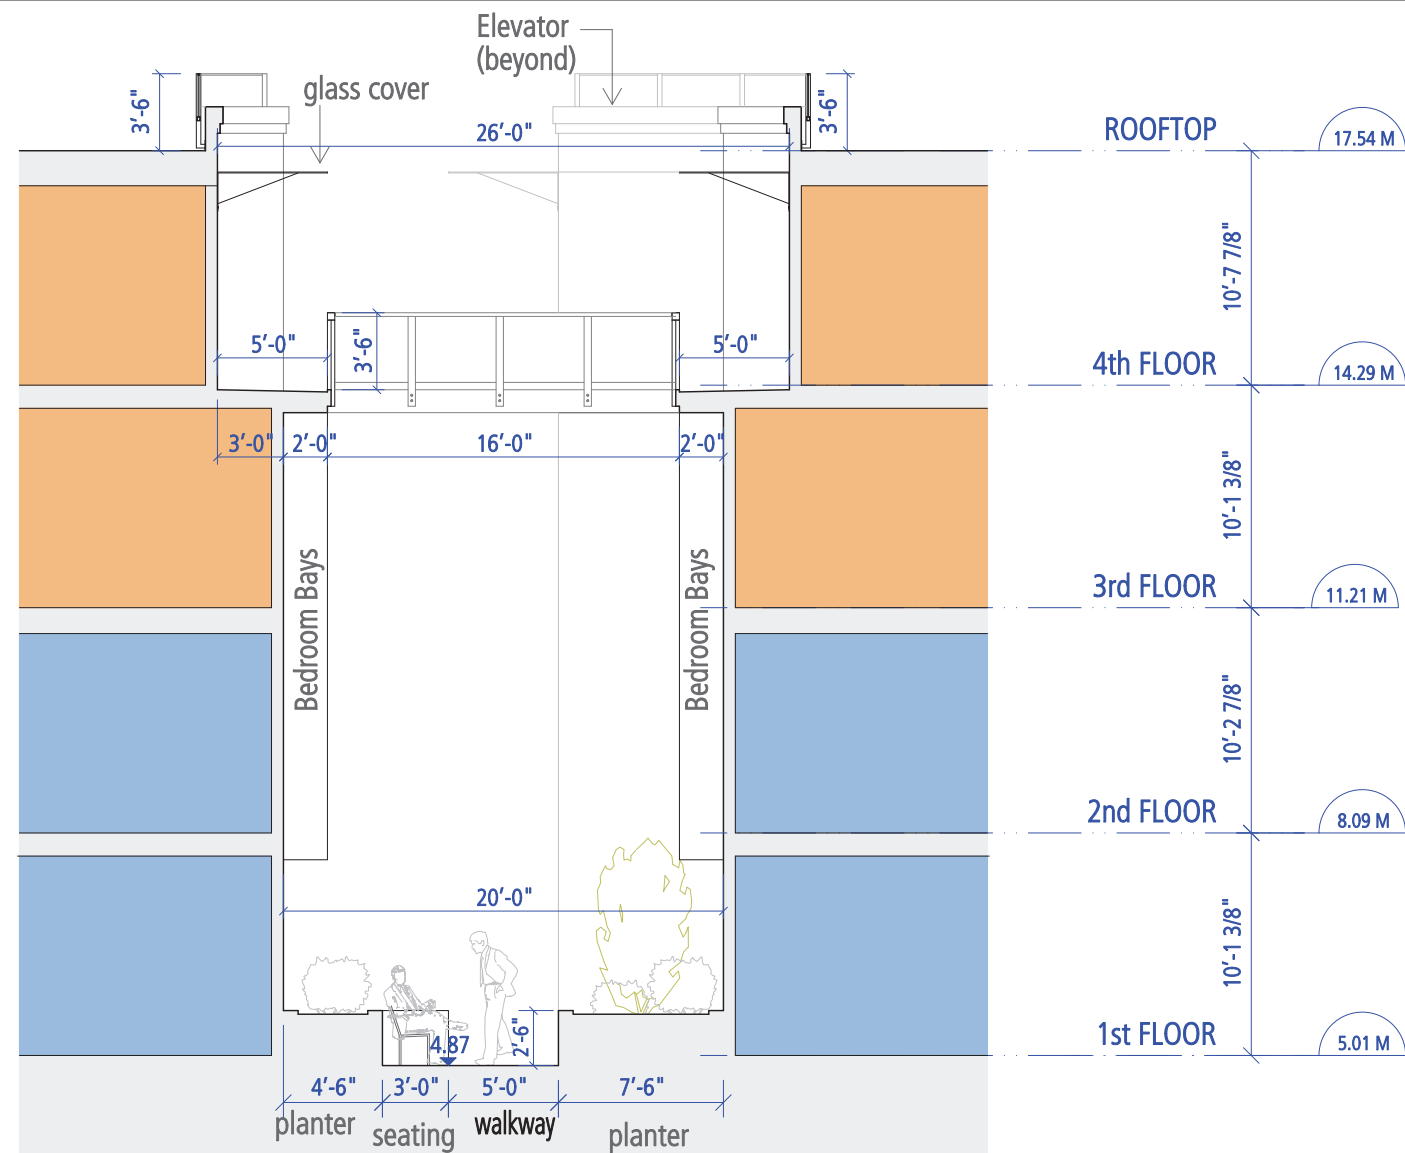 Elevator
(beyond)
glass cover
3'-6"
3'-6"
26'-0"
ROOFTOP
17.54 M
10'-7 7/8"
5'-0"
3'-6"
5'-0"
4th FLOOR
14.29 M
3'-0"
2'-0"
16'-0"
2'-0"
10'-1 3/8"
Bedroom Bays
Bedroom Bays
3rd FLOOR
11.21 M
10'-2 7/8"
2nd FLOOR
8.09 M
20'-0"
10'-1 3/8"
4.87
2'-6"
1st FLOOR
5.01 M
4'-6"
3'-0"
5'-0"
7'-6"
planter
seating
walkway
planter